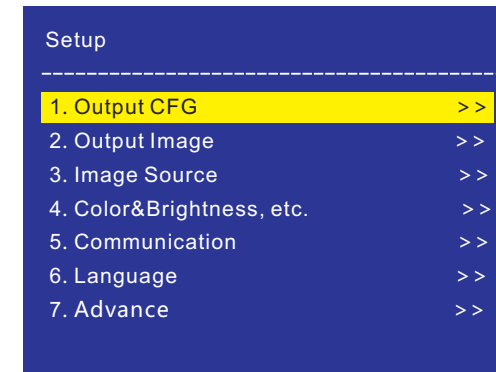 Setup
----------------------------------------
1. Output CFG >>
2. Output Image >>
3. Image Source >>
4. Color&Brightness, etc. >>
5. Communication >>
6. Language >>
7. Advance >>